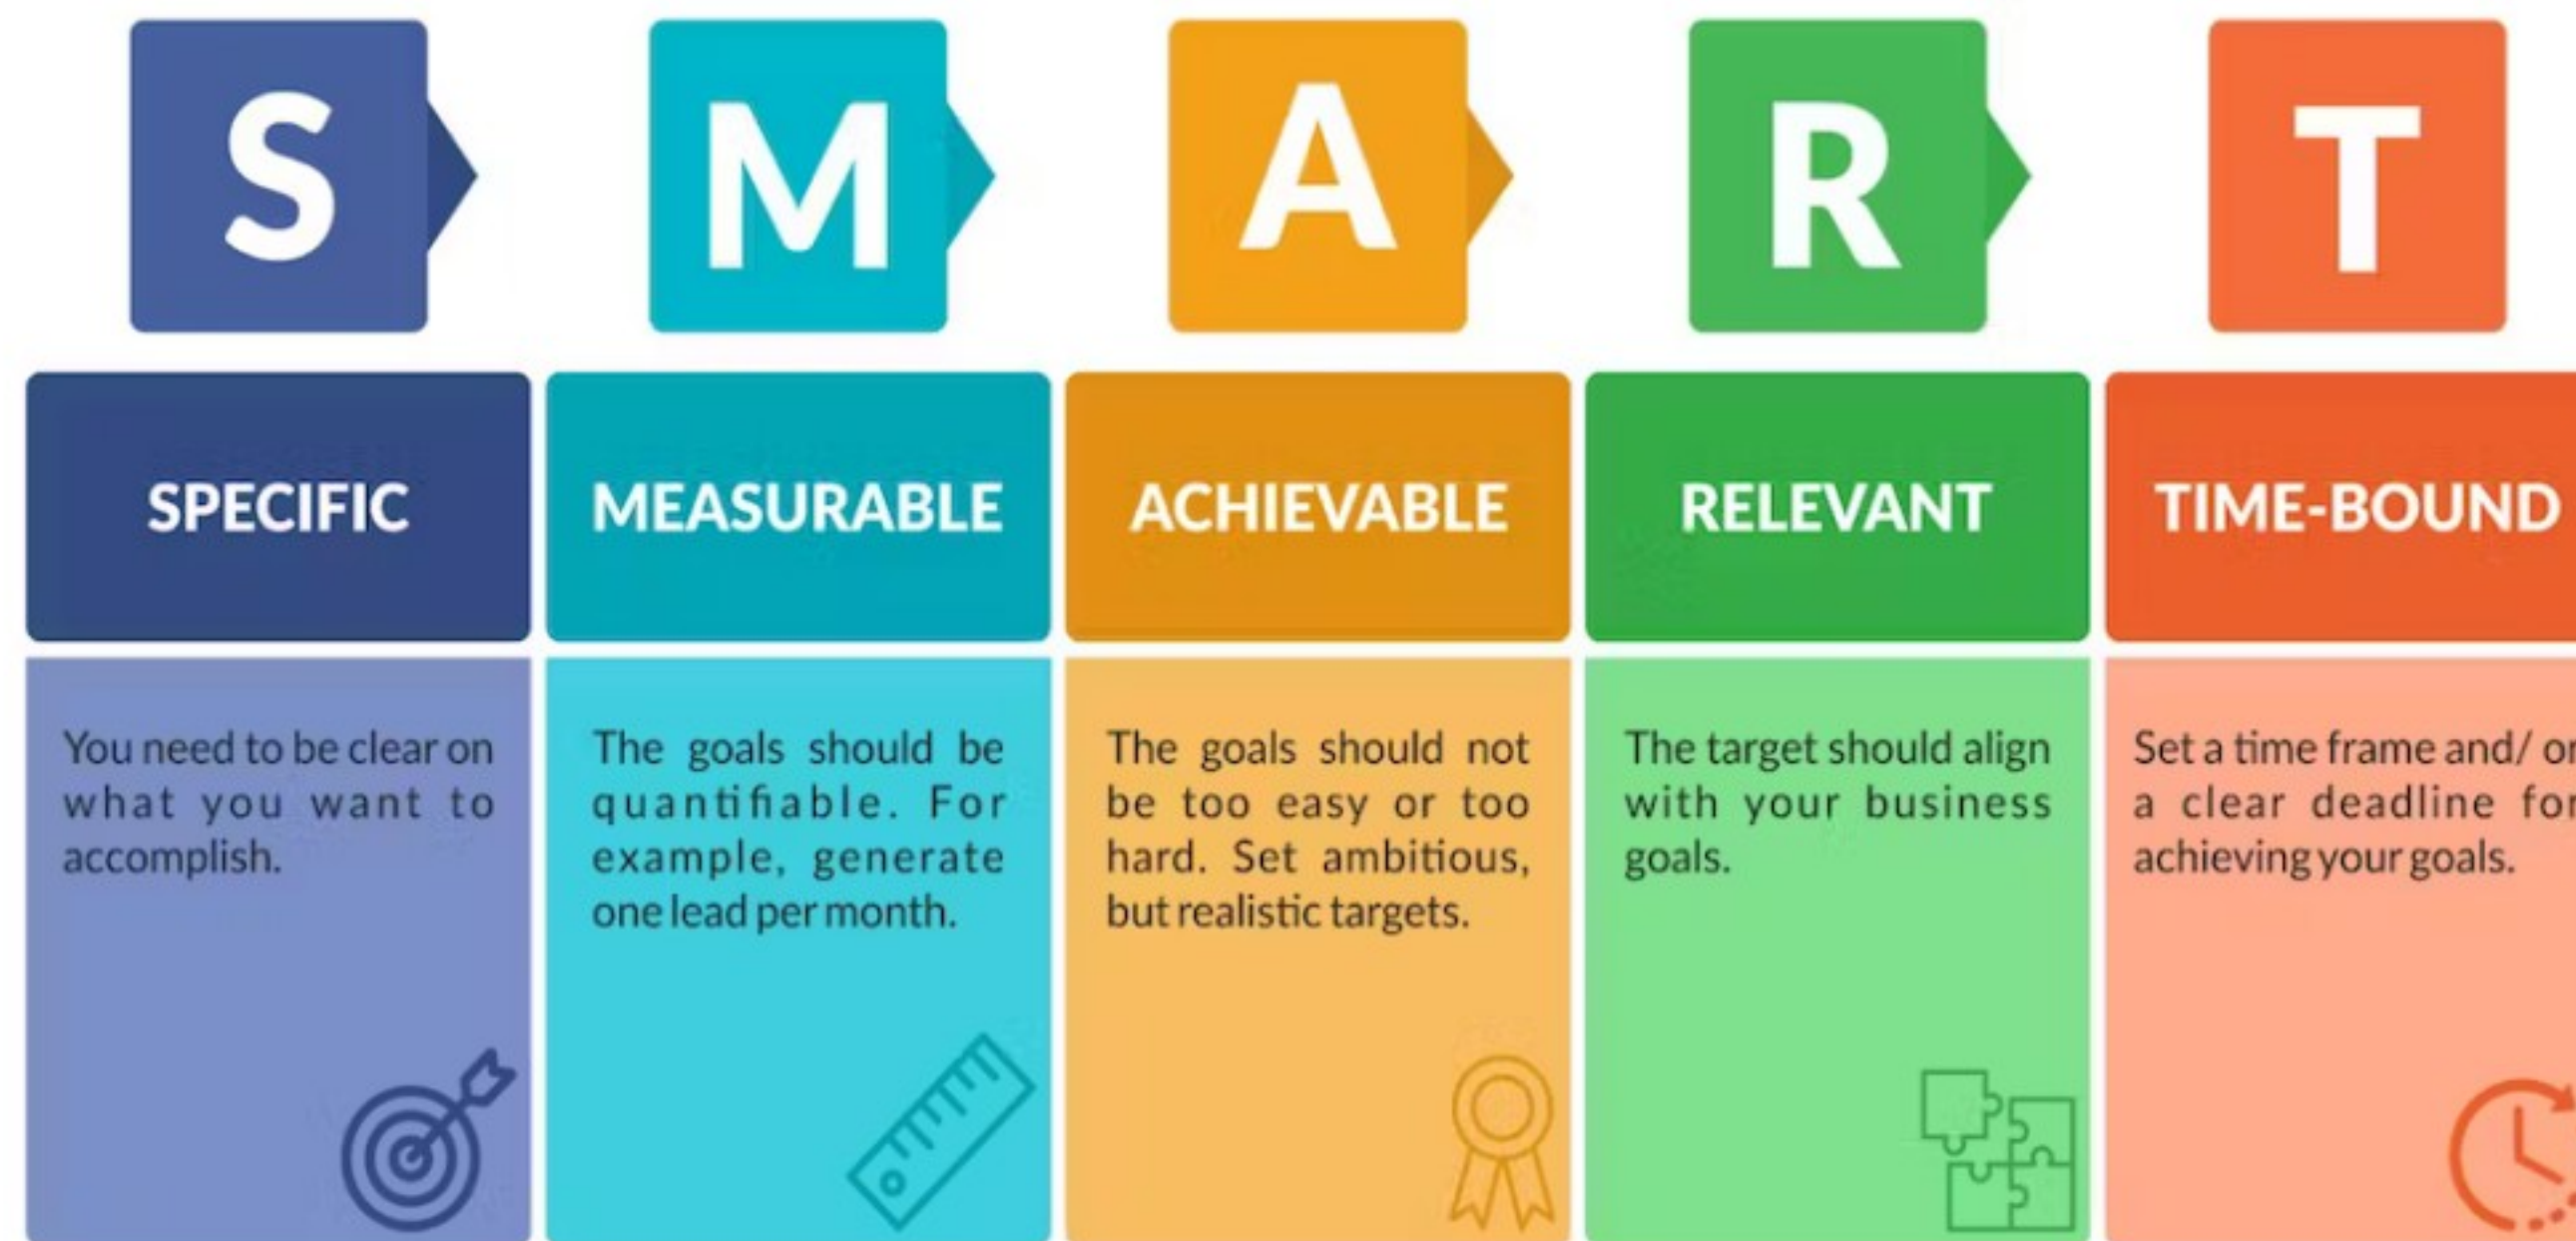 S
M
A
R
T
SPECIFIC
MEASURABLE
ACHIEVABLE
RELEVANT
TIME-BOUND
You need to be clear on
what you want to
accomplish.
The goals should be
quantifiable. For
example, generate
one lead per month.
The goals should not
be too easy or too
hard. Set ambitious,
but realistic targets.
The target should align
with your business
goals.
Set a time frame and/ or
a clear deadline for
achieving your goals.